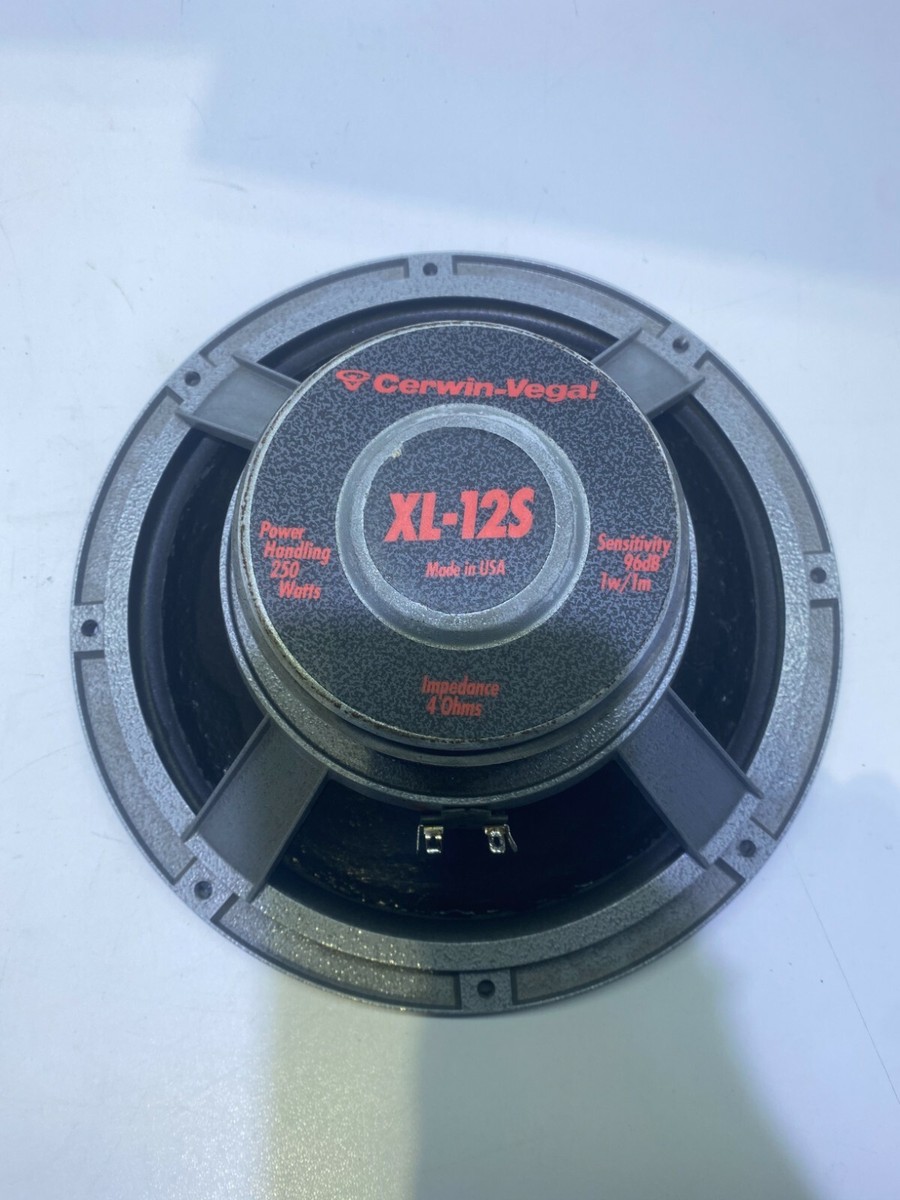 Cerwin-Vega!
XL-12S
Made in USA
Power
Handling
250
Watts
Sensitivity
96dB
1w/1m
Impedance
4 Ohms